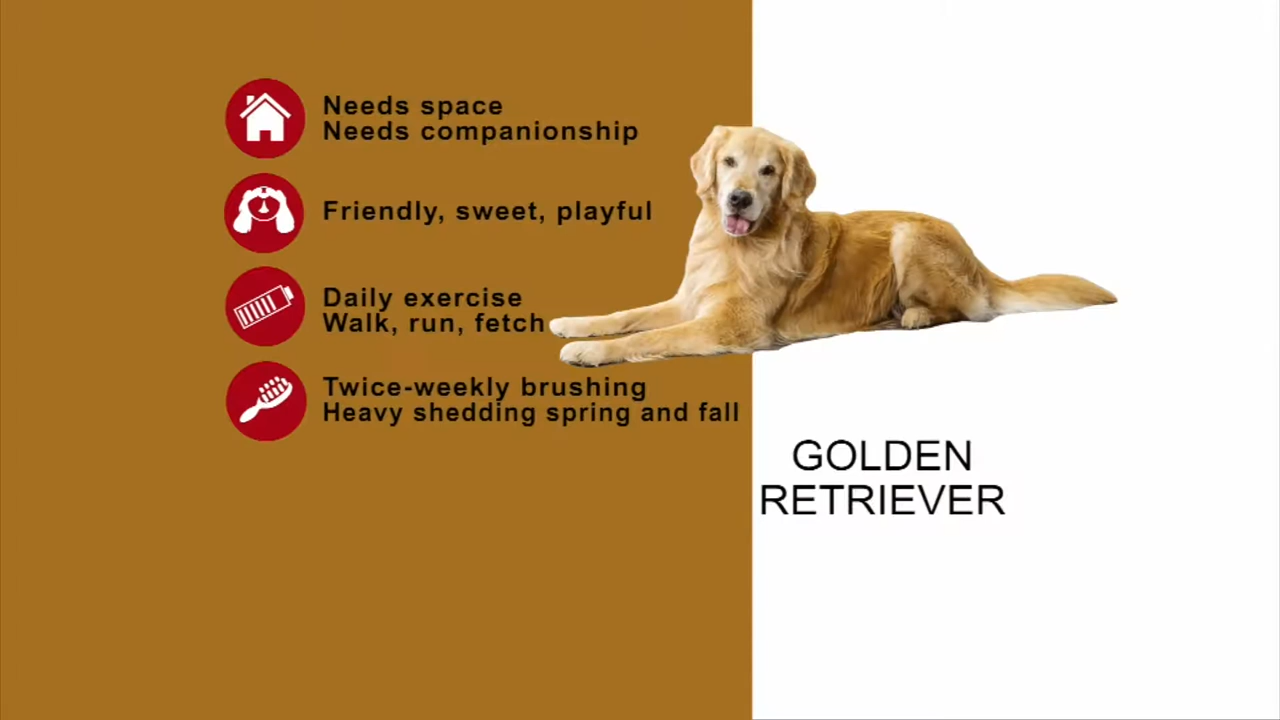 Needs space
Needs companionship
Friendly, sweet, playful
Daily exercise
Walk, run, fetch
Twice-weekly brushing
Heavy shedding spring and fall
GOLDEN
RETRIEVER